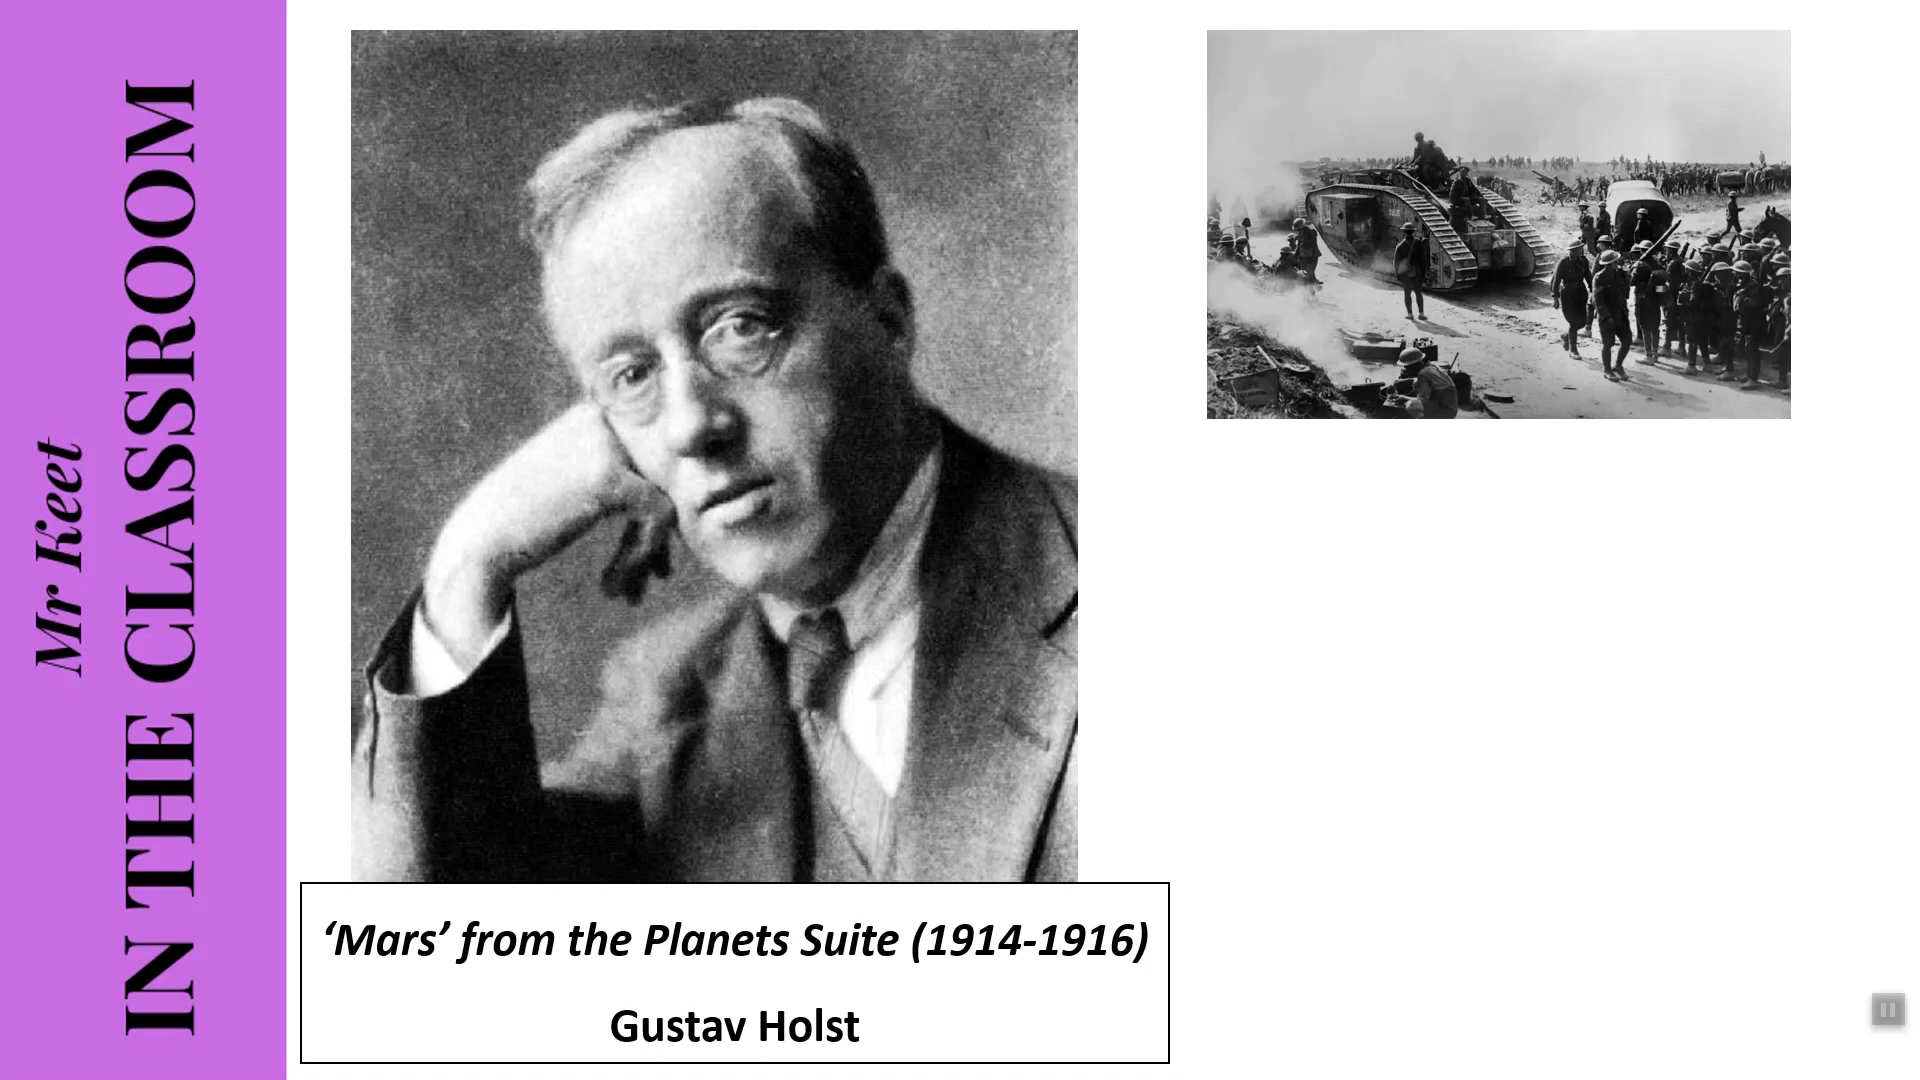 Mr Keet
IN THE CLASSROOM
‘Mars’ from the Planets Suite (1914-1916)
Gustav Holst